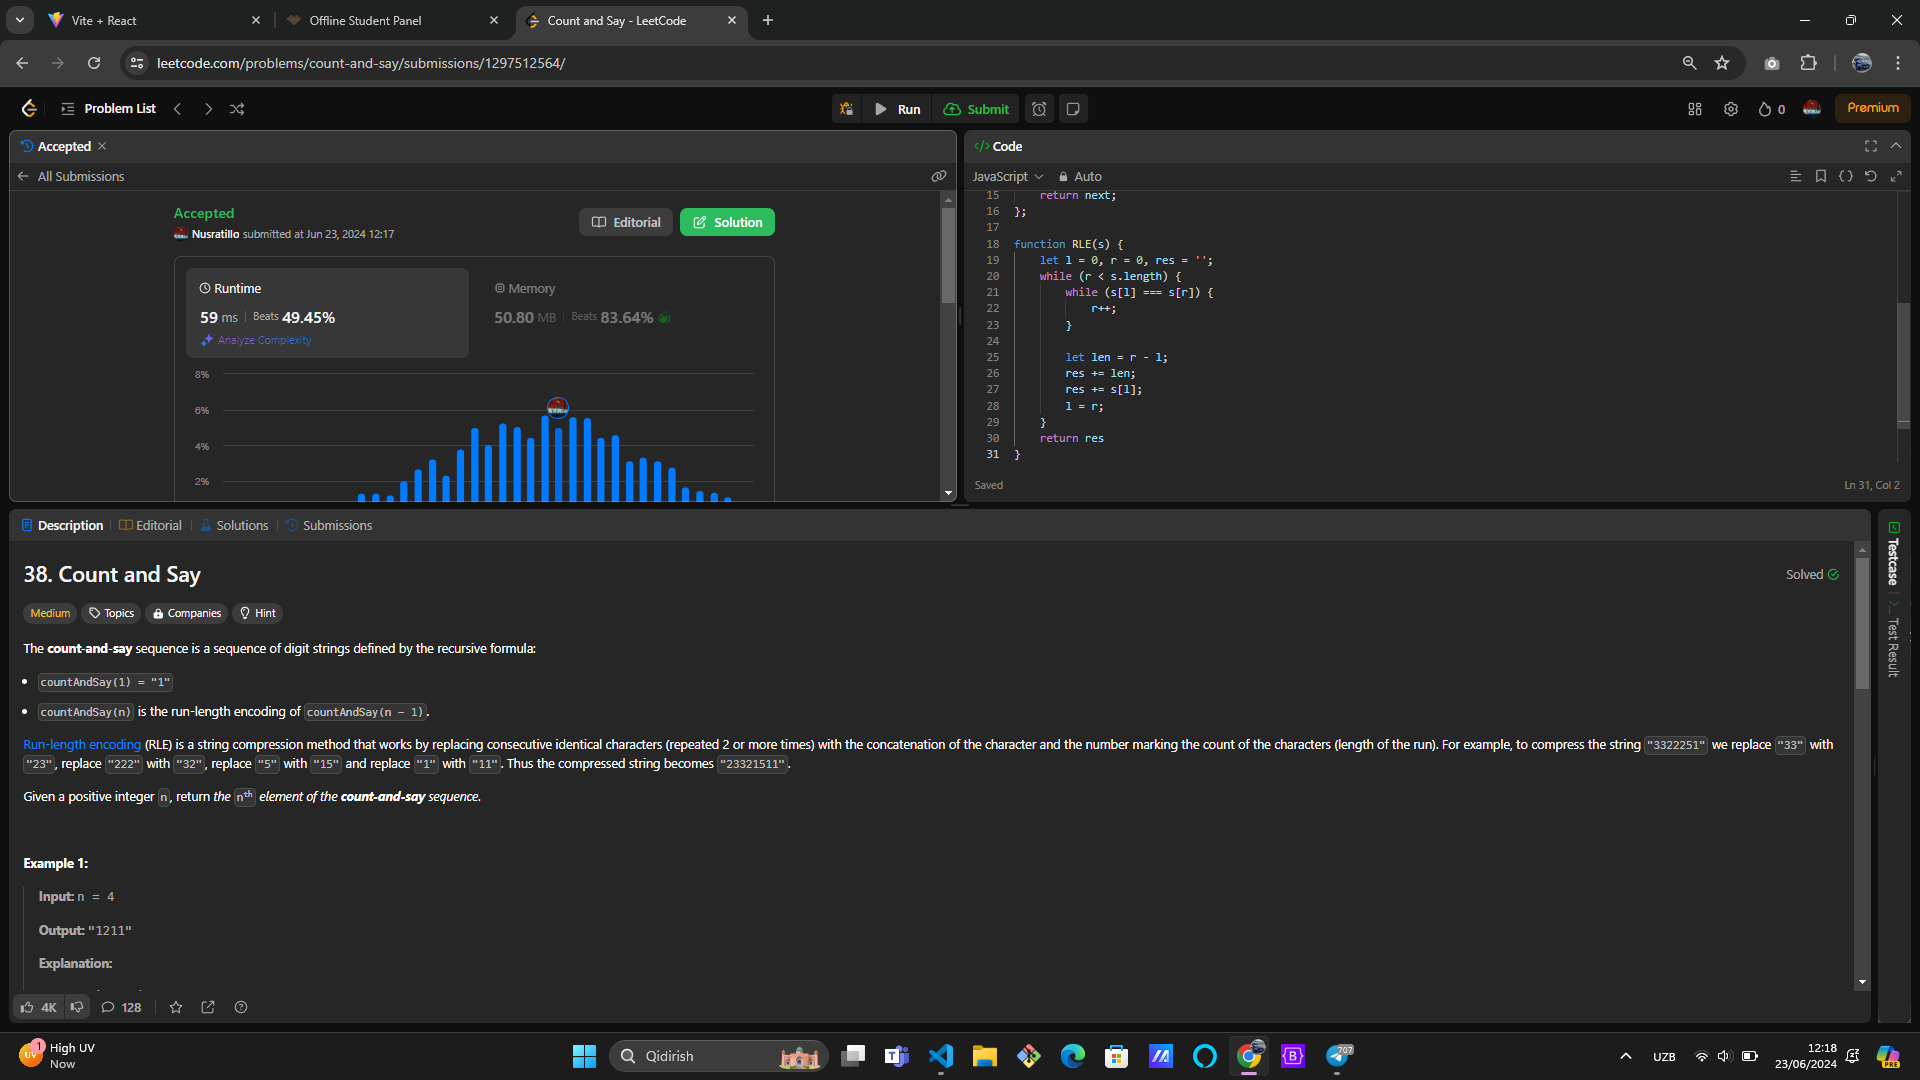 Vite + React
Offline Student Panel
Count and Say - LeetCode
leetcode.com/problems/count-and-say/submissions/1297512564/
Problem List
Run
Submit
0
Premium
Accepted
All Submissions
Accepted
Nusratillo submitted at Jun 23, 2024 12:17
Editorial
Solution
Runtime
59 ms | Beats 49.45%
Analyze Complexity
Memory
50.80 MB | Beats 83.64%
8%
6%
4%
2%
</> Code
JavaScript
Auto
15 return next;
16 };
17
18 function RLE(s) {
19 let l = 0, r = 0, res = '';
20 while (r < s.length) {
21 while (s[l] === s[r]) {
22 r++;
23 }
24
25 let len = r - l;
26 res += len;
27 res += s[l];
28 l = r;
29 }
30 return res
31 }
Saved
Ln 31, Col 2
Description | Editorial | Solutions | Submissions
38. Count and Say
Solved
Medium
Topics
Companies
Hint
The count-and-say sequence is a sequence of digit strings defined by the recursive formula:
• countAndSay(1) = "1"
• countAndSay(n) is the run-length encoding of countAndSay(n - 1).
Run-length encoding (RLE) is a string compression method that works by replacing consecutive identical characters (repeated 2 or more times) with the concatenation of the character and the number marking the count of the characters (length of the run). For example, to compress the string "3322251" we replace "33" with
"23", replace "222" with "32", replace "5" with "15" and replace "1" with "11". Thus the compressed string becomes "23321511".
Given a positive integer n, return the nth element of the count-and-say sequence.
Example 1:
Input: n = 4
Output: "1211"
Explanation:
4K
128
Testcase
Test Result
1
UV
High UV
Now
Qidirish
707
UZB
12:18
23/06/2024
PRE